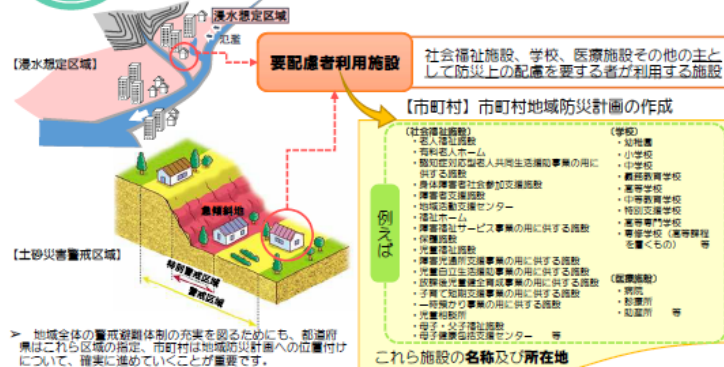 浸水想定区域
氾濫
【浸水想定区域】
要配慮者利用施設
社会福祉施設、学校、医療施設その他の主と
して防災上の配慮を要する者が利用する施設
【市町村】市町村地域防災計画の作成
例えば
(社会福祉施設)
・老人福祉施設
・有料老人ホーム
・認知症対応型老人共同生活援助事業の用に
供する施設
・身体障害者社会参加支援施設
・障害者支援施設
・地域活動支援センター
・福祉ホーム
・障害福祉サービス事業の用に供する施設
・保護施設
・児童福祉施設
・障害児通所支援事業の用に供する施設
・児童自立生活援助事業の用に供する施設
・放課後児童健全育成事業の用に供する施設
・子育て短期支援事業の用に供する施設
・一時預かり事業の用に供する施設
・児童相談所
・母子・父子福祉施設
・母子健康包括支援センター　等
(学校)
・幼稚園
・小学校
・中学校
・義務教育学校
・高等学校
・中等教育学校
・特別支援学校
・高等専門学校
・専修学校(高等課程
を置くもの)　等
(医療施設)
・病院
・診療所
・助産所　等
これら施設の名称及び所在地
急傾斜地
【土砂災害警戒区域】
特別警戒区域
警戒区域
➢ 地域全体の警戒避難体制の充実を図るためにも、都道府
県はこれら区域の指定、市町村は地域防災計画への位置付け
について、確実に進めていくことが重要です。